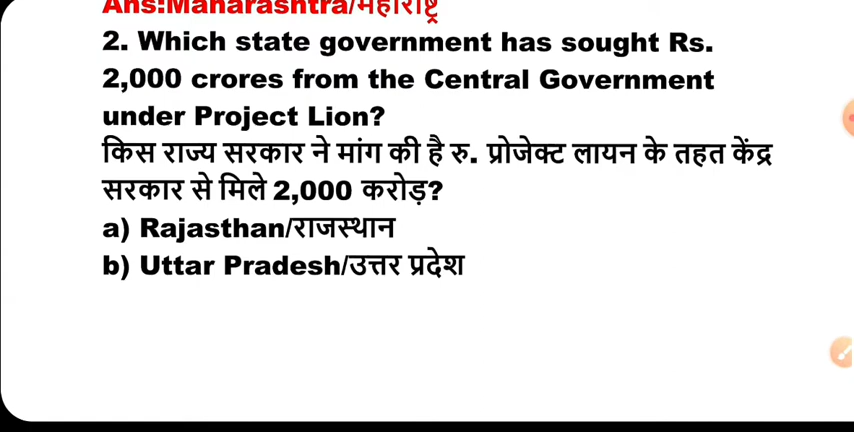 Ans:Maharashtra/महाराष्ट्र
2. Which state government has sought Rs.
2,000 crores from the Central Government
under Project Lion?
किस राज्य सरकार ने मांग की है रु. प्रोजेक्ट लायन के तहत केंद्र
सरकार से मिले 2,000 करोड़?
a) Rajasthan/राजस्थान
b) Uttar Pradesh/उत्तर प्रदेश